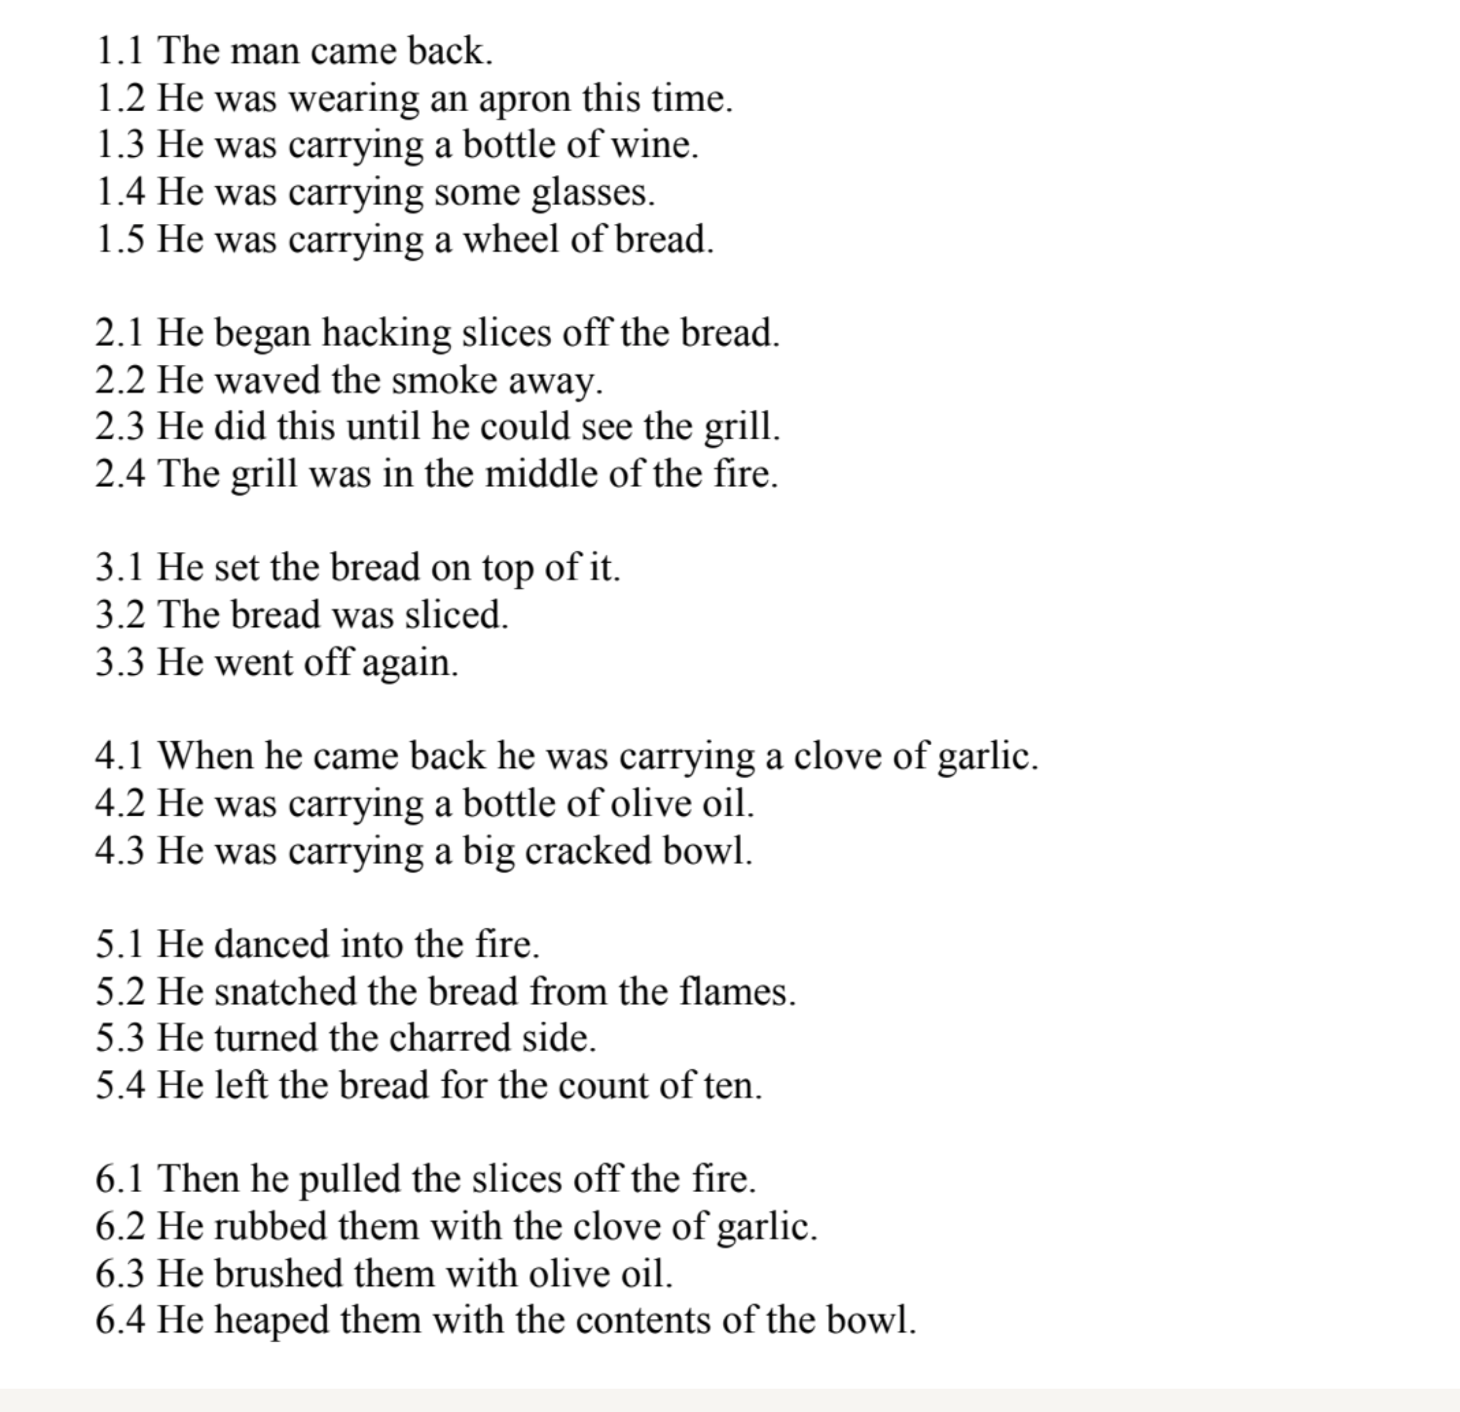 1.1 The man came back.
1.2 He was wearing an apron this time.
1.3 He was carrying a bottle of wine.
1.4 He was carrying some glasses.
1.5 He was carrying a wheel of bread.
2.1 He began hacking slices off the bread.
2.2 He waved the smoke away.
2.3 He did this until he could see the grill.
2.4 The grill was in the middle of the fire.
3.1 He set the bread on top of it.
3.2 The bread was sliced.
3.3 He went off again.
4.1 When he came back he was carrying a clove of garlic.
4.2 He was carrying a bottle of olive oil.
4.3 He was carrying a big cracked bowl.
5.1 He danced into the fire.
5.2 He snatched the bread from the flames.
5.3 He turned the charred side.
5.4 He left the bread for the count of ten.
6.1 Then he pulled the slices off the fire.
6.2 He rubbed them with the clove of garlic.
6.3 He brushed them with olive oil.
6.4 He heaped them with the contents of the bowl.